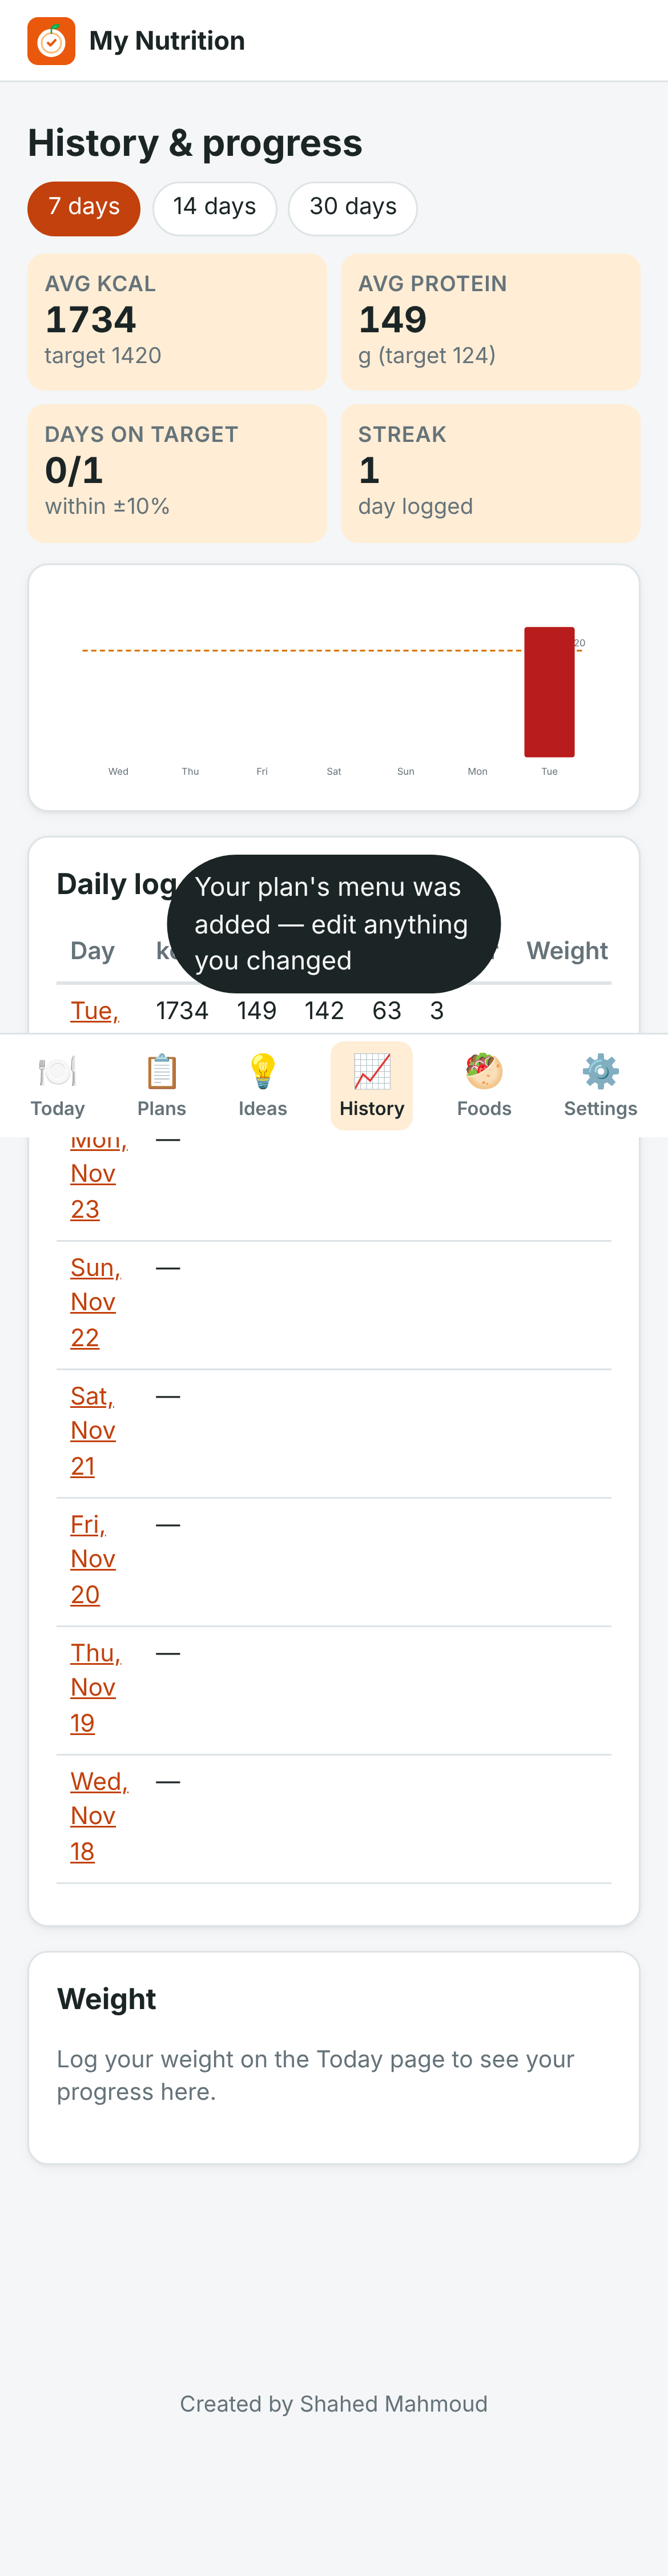 My Nutrition
History & progress
7 days 14 days 30 days
AVG KCAL
1734
target 1420
AVG PROTEIN
149
g (target 124)
DAYS ON TARGET
0/1
within ±10%
STREAK
1
day logged
20
Wed Thu Fri Sat Sun Mon Tue
Daily log
Your plan's menu was
added — edit anything
you changed
Day Weight
Tue, 1734 149 142 63 3
Today Plans Ideas History Foods Settings
Mon, —
Nov
23
Sun, —
Nov
22
Sat, —
Nov
21
Fri, —
Nov
20
Thu, —
Nov
19
Wed, —
Nov
18
Weight
Log your weight on the Today page to see your
progress here.
Created by Shahed Mahmoud